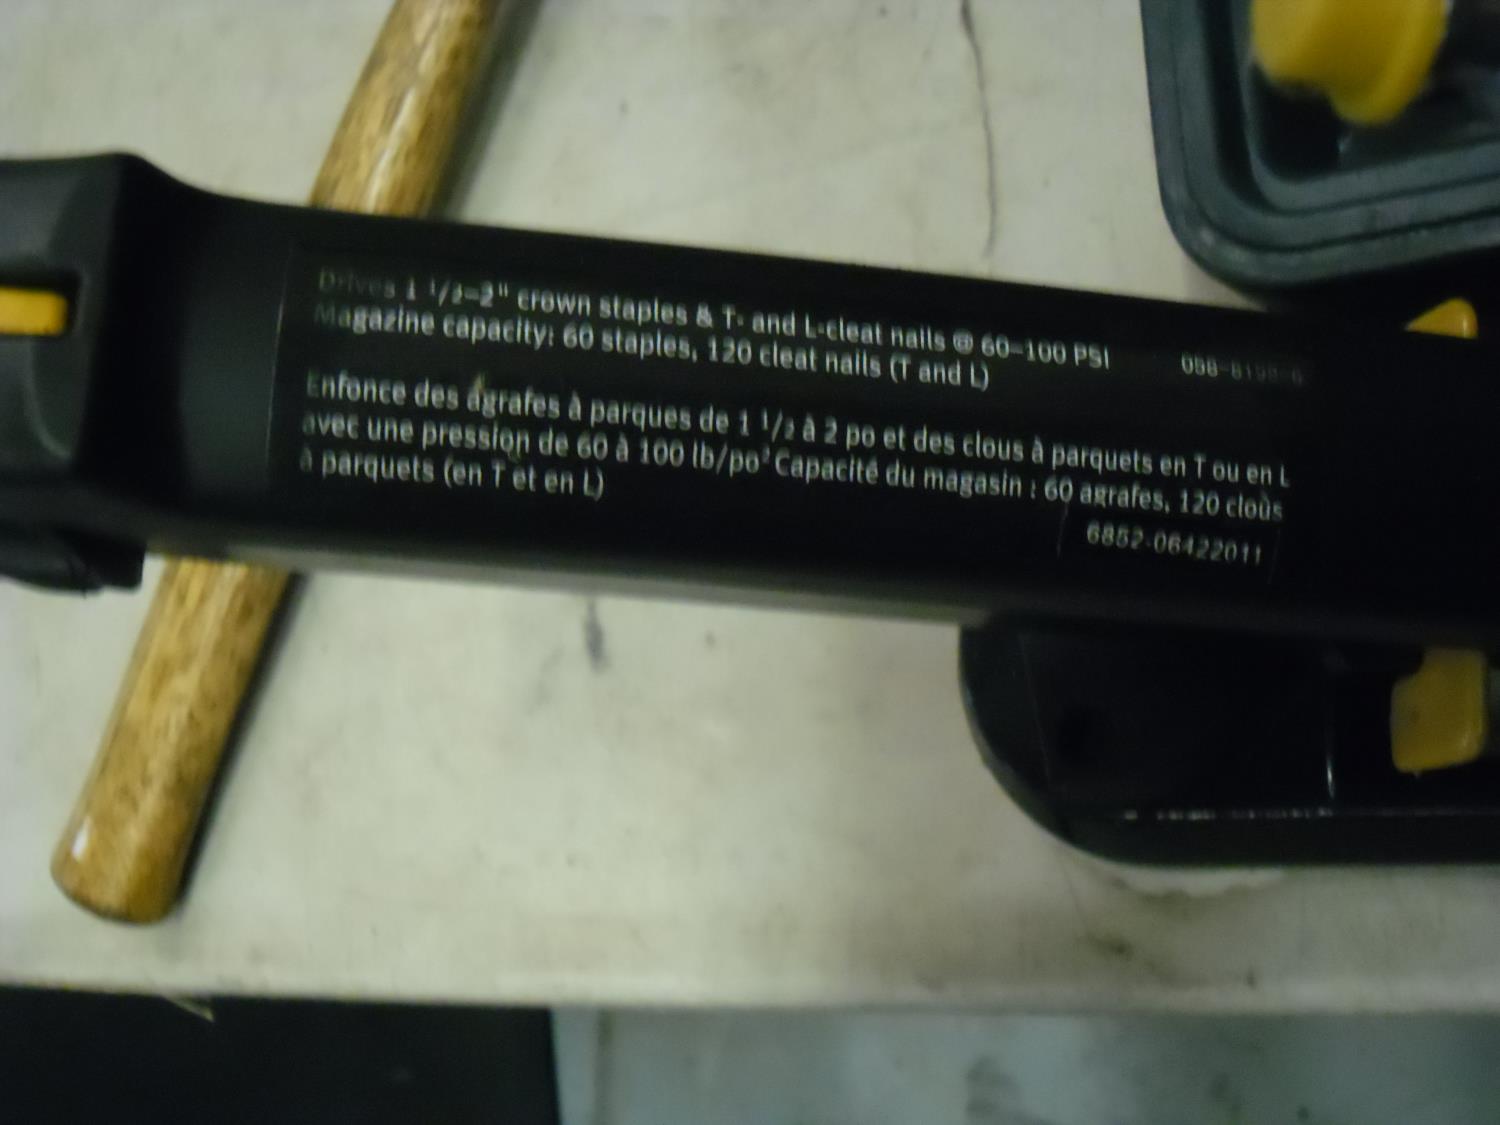 Drives 1 1/2–2" crown staples & T- and L-cleat nails @ 60–100 PSI
Magazine capacity: 60 staples, 120 cleat nails (T and L)
Enfonce des agrafes à parques de 1 1/2 à 2 po et des clous à parquets en T ou en L
avec une pression de 60 à 100 lb/po² Capacité du magasin : 60 agrafes, 120 clous
à parquets (en T et en L)
6852-06422011